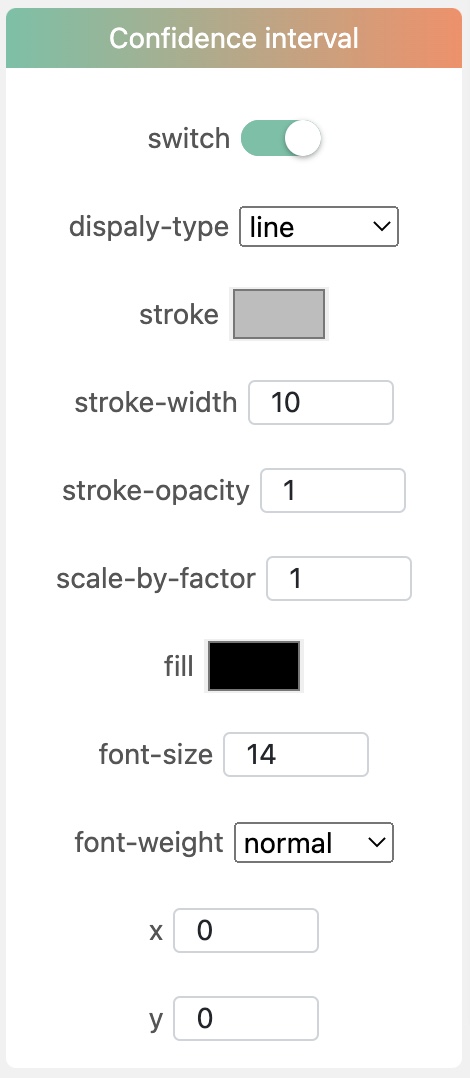 Confidence interval
switch
dispaly-type line
stroke
stroke-width 10
stroke-opacity 1
scale-by-factor 1
fill
font-size 14
font-weight normal
x 0
y 0